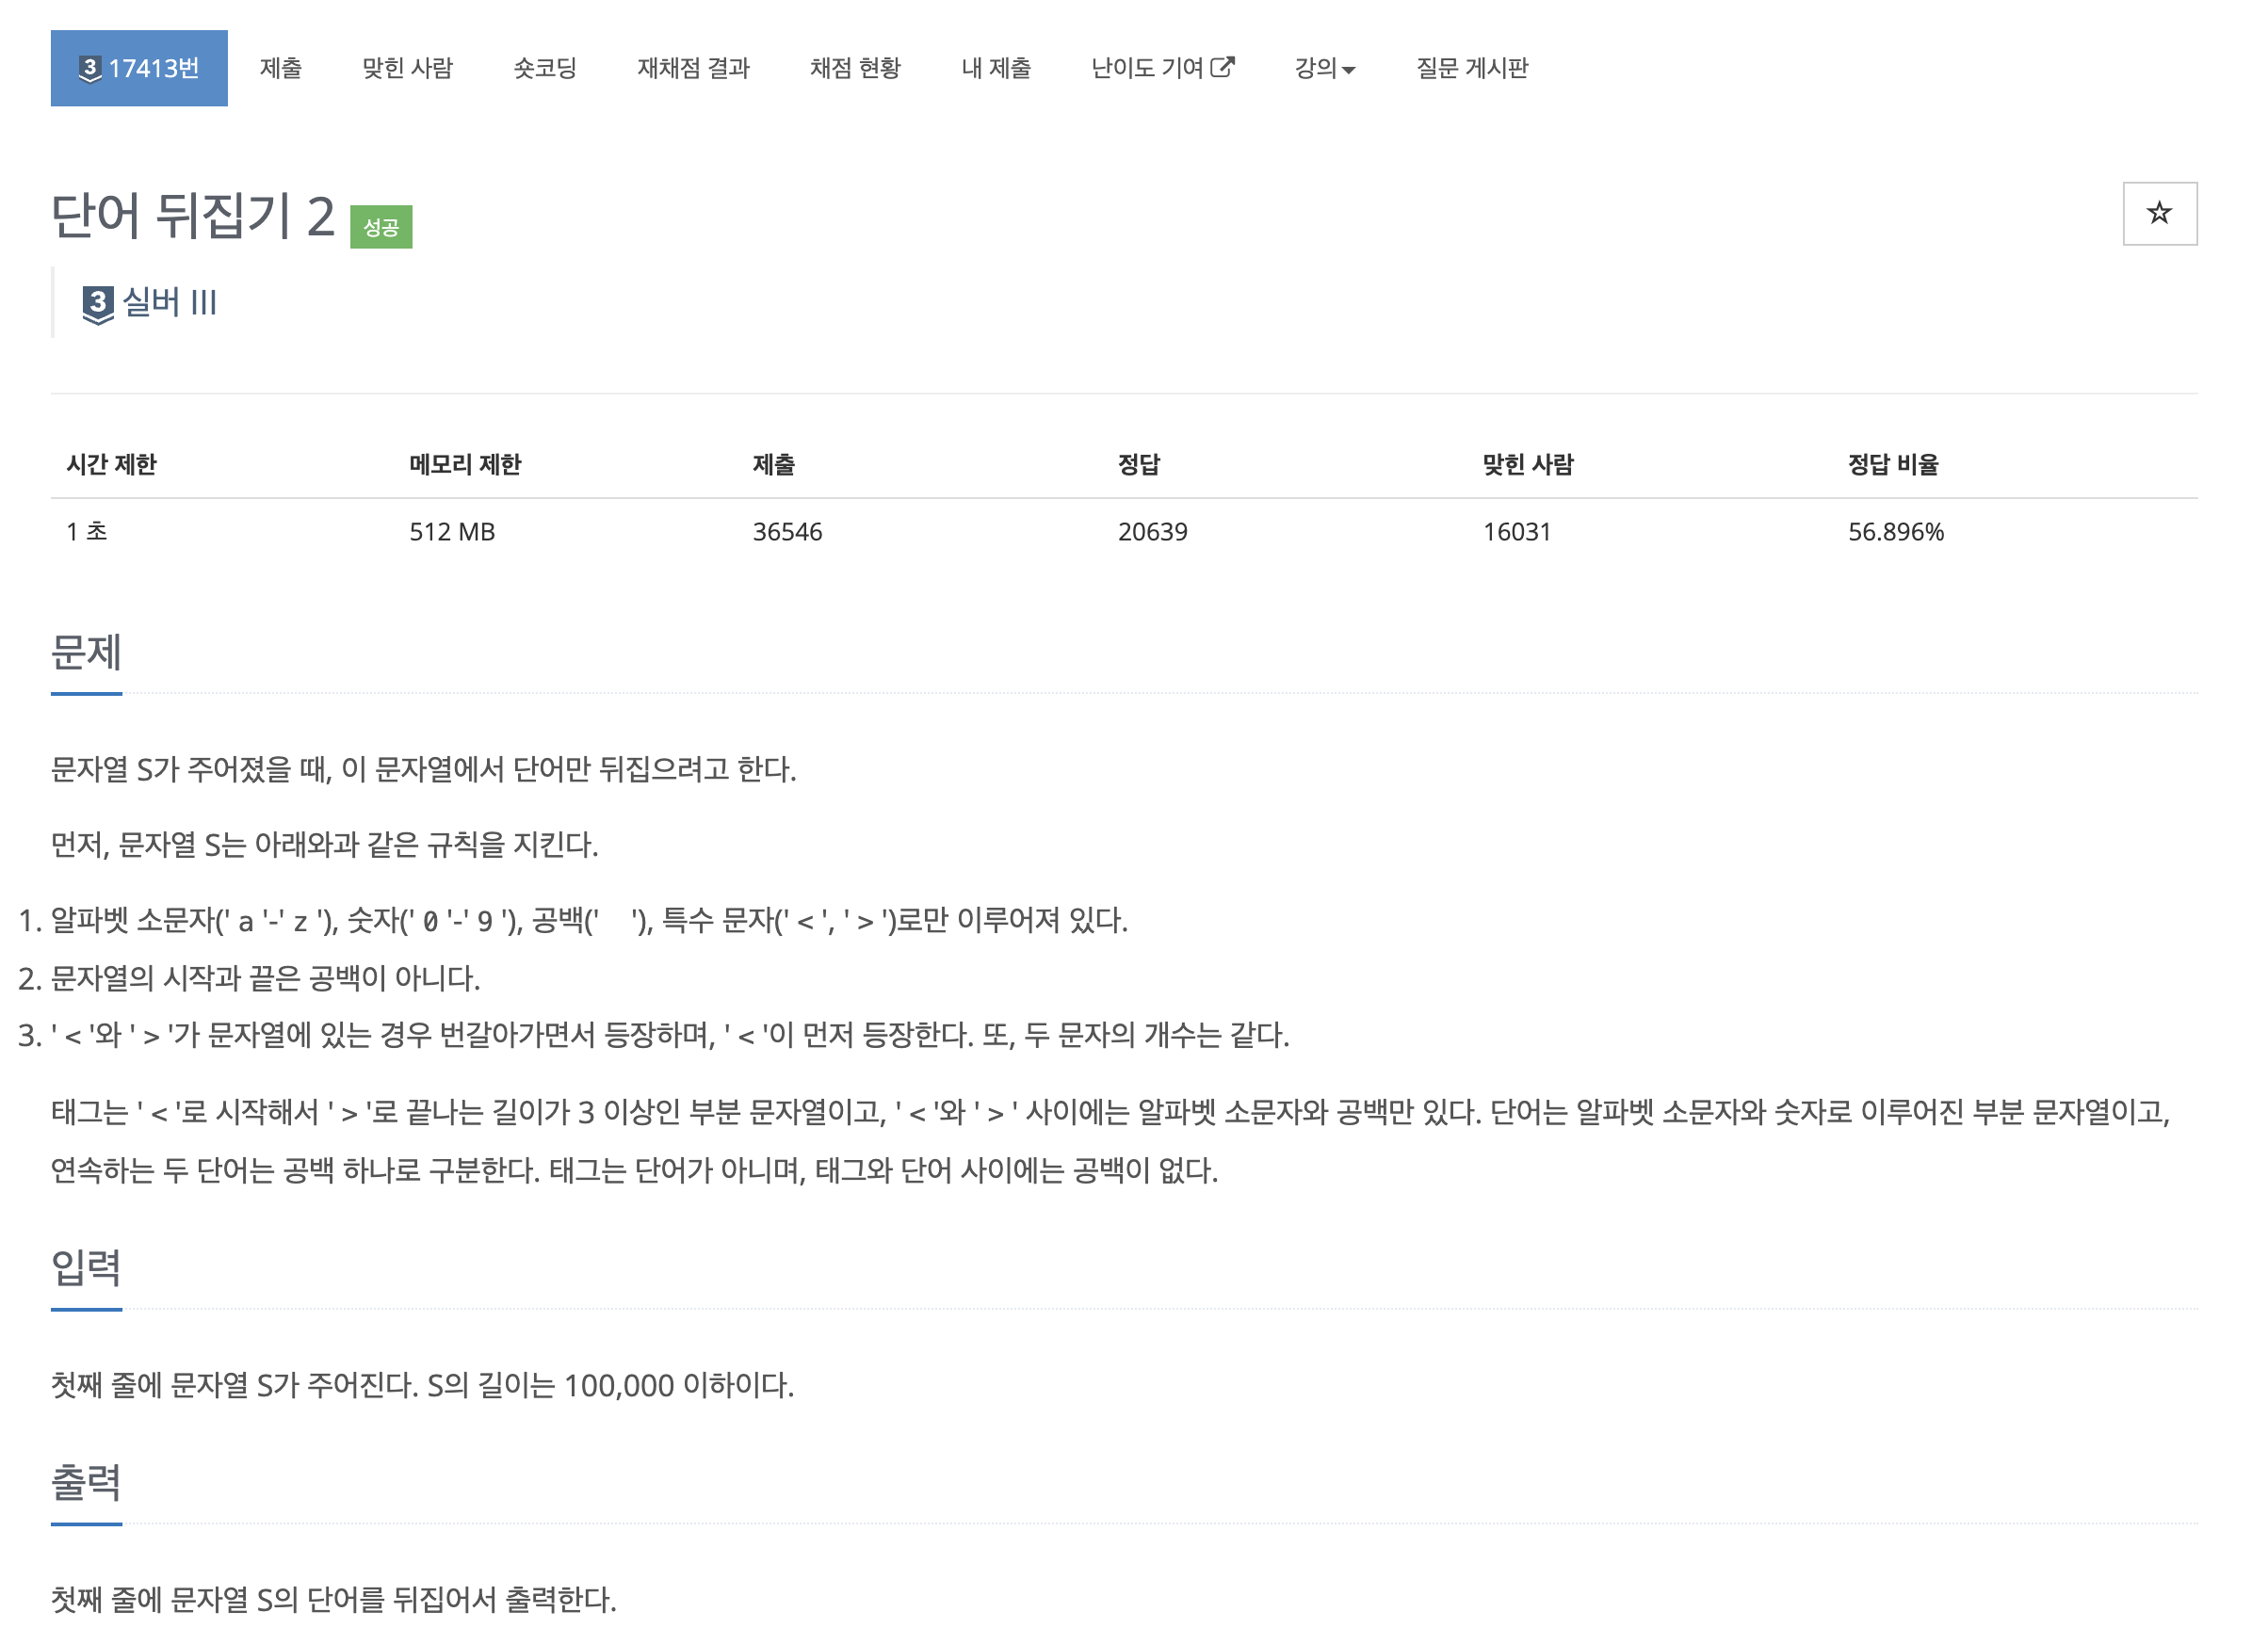 3 17413번 제출 맞힌 사람 숏코딩 재채점 결과 채점 현황 내 제출 난이도 기여 강의 질문 게시판
단어 뒤집기 2 성공
3 실버 III
시간 제한 메모리 제한 제출 정답 맞힌 사람 정답 비율
1 초 512 MB 36546 20639 16031 56.896%
문제
문자열 S가 주어졌을 때, 이 문자열에서 단어만 뒤집으려고 한다.
먼저, 문자열 S는 아래와과 같은 규칙을 지킨다.
1. 알파벳 소문자(' a '-' z '), 숫자(' 0 '-' 9 '), 공백('   '), 특수 문자(' < ', ' > ')로만 이루어져 있다.
2. 문자열의 시작과 끝은 공백이 아니다.
3. ' < '와 ' > '가 문자열에 있는 경우 번갈아가면서 등장하며, ' < '이 먼저 등장한다. 또, 두 문자의 개수는 같다.
태그는 ' < '로 시작해서 ' > '로 끝나는 길이가 3 이상인 부분 문자열이고, ' < '와 ' > ' 사이에는 알파벳 소문자와 공백만 있다. 단어는 알파벳 소문자와 숫자로 이루어진 부분 문자열이고,
연속하는 두 단어는 공백 하나로 구분한다. 태그는 단어가 아니며, 태그와 단어 사이에는 공백이 없다.
입력
첫째 줄에 문자열 S가 주어진다. S의 길이는 100,000 이하이다.
출력
첫째 줄에 문자열 S의 단어를 뒤집어서 출력한다.